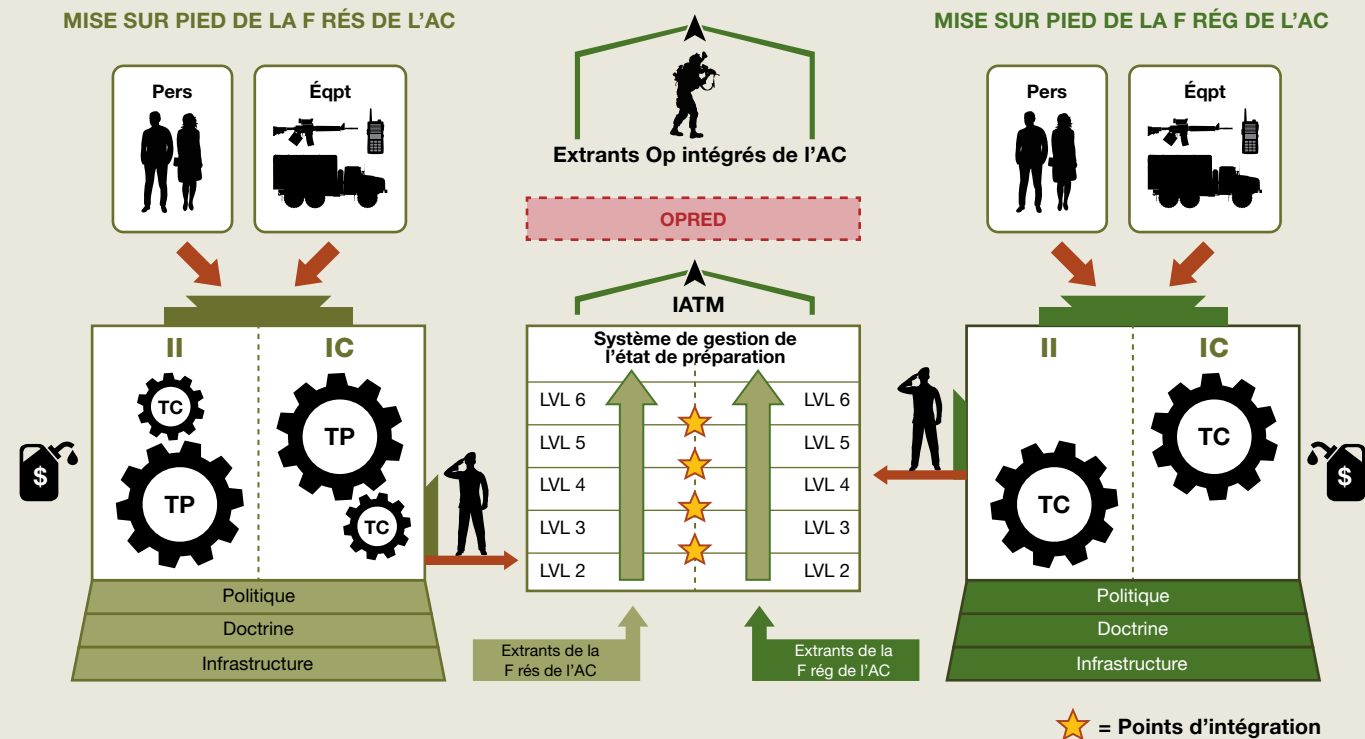 MISE SUR PIED DE LA F RÉS DE L'AC
Pers
Éqpt
II
IC
TC
TP
TP
TC
$
Politique
Doctrine
Infrastructure
Extrants Op intégrés de l'AC
OPRED
IATM
Système de gestion de
l'état de préparation
LVL 6
LVL 6
LVL 5
LVL 5
LVL 4
LVL 4
LVL 3
LVL 3
LVL 2
LVL 2
Extrants de la
F rés de l'AC
Extrants de la
F rég de l'AC
MISE SUR PIED DE LA F RÉG DE L'AC
Pers
Éqpt
II
IC
TC
TC
$
Politique
Doctrine
Infrastructure
= Points d'intégration